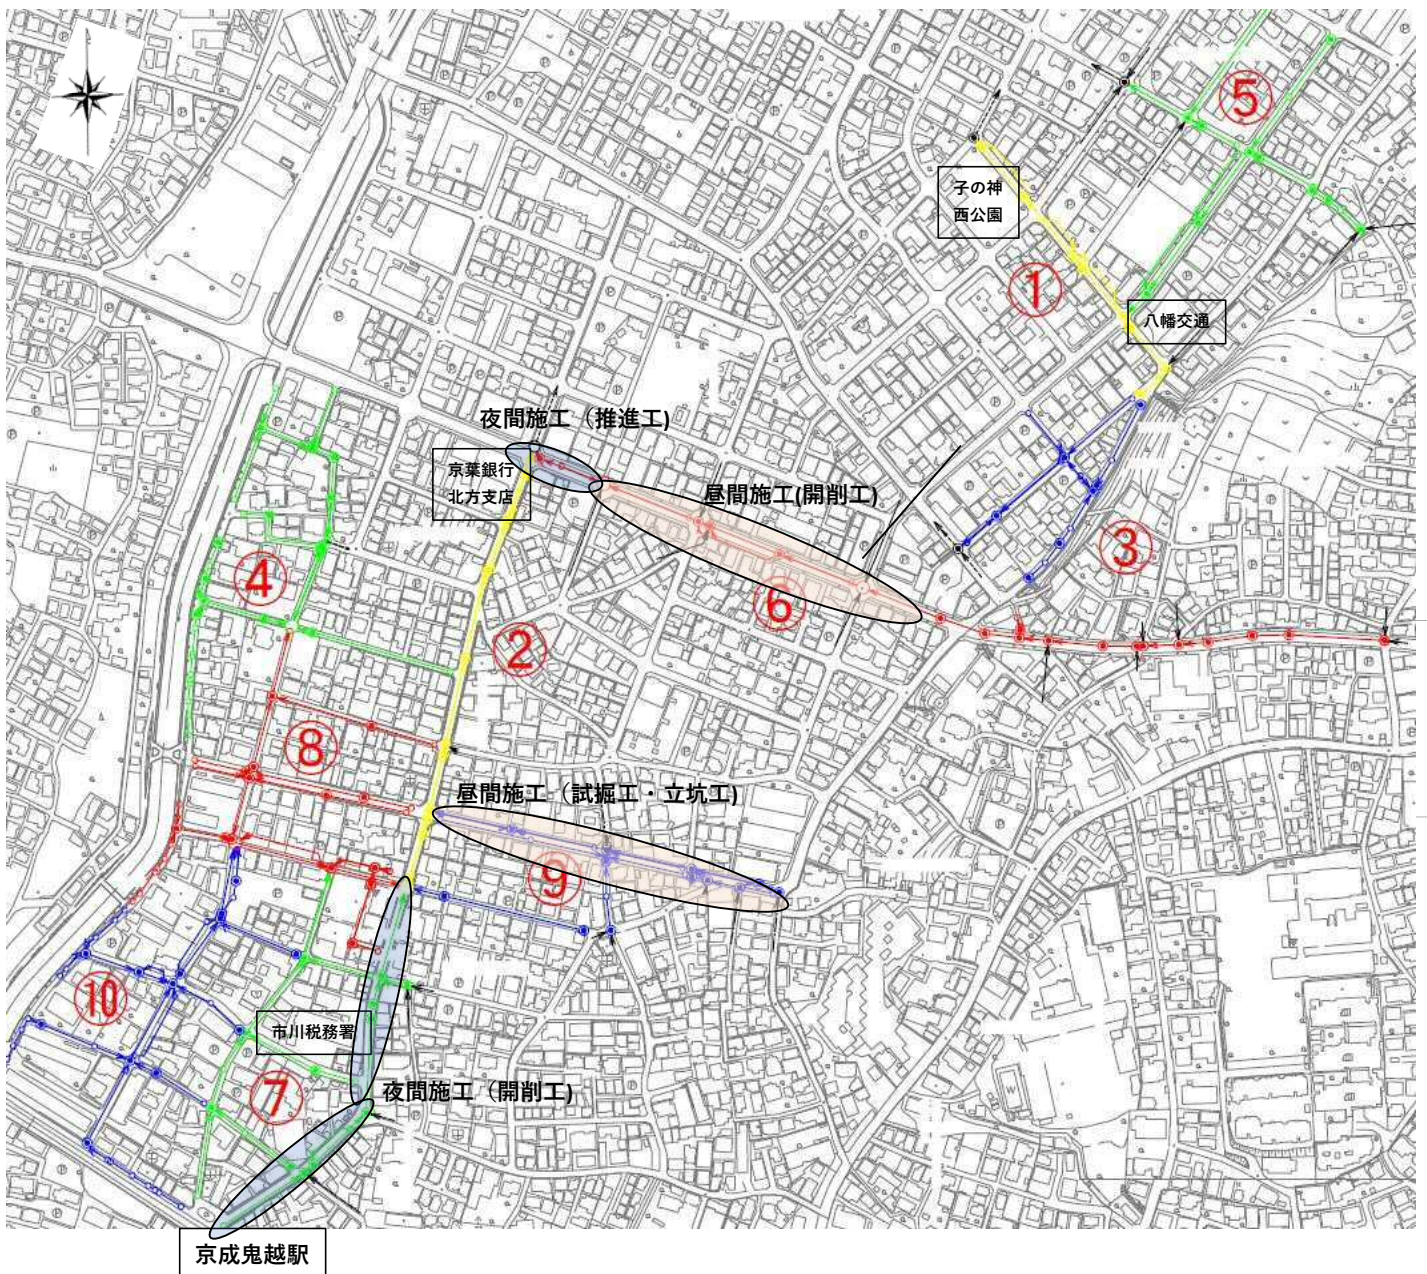 ⑤
子の神
西公園
①
八幡交通
夜間施工（推進工)
京葉銀行
北方支店
昼間施工(開削工)
③
④
⑥
②
⑧
昼間施工（試掘工・立坑工)
⑨
⑩
市川税務署
⑦
夜間施工（開削工)
京成鬼越駅